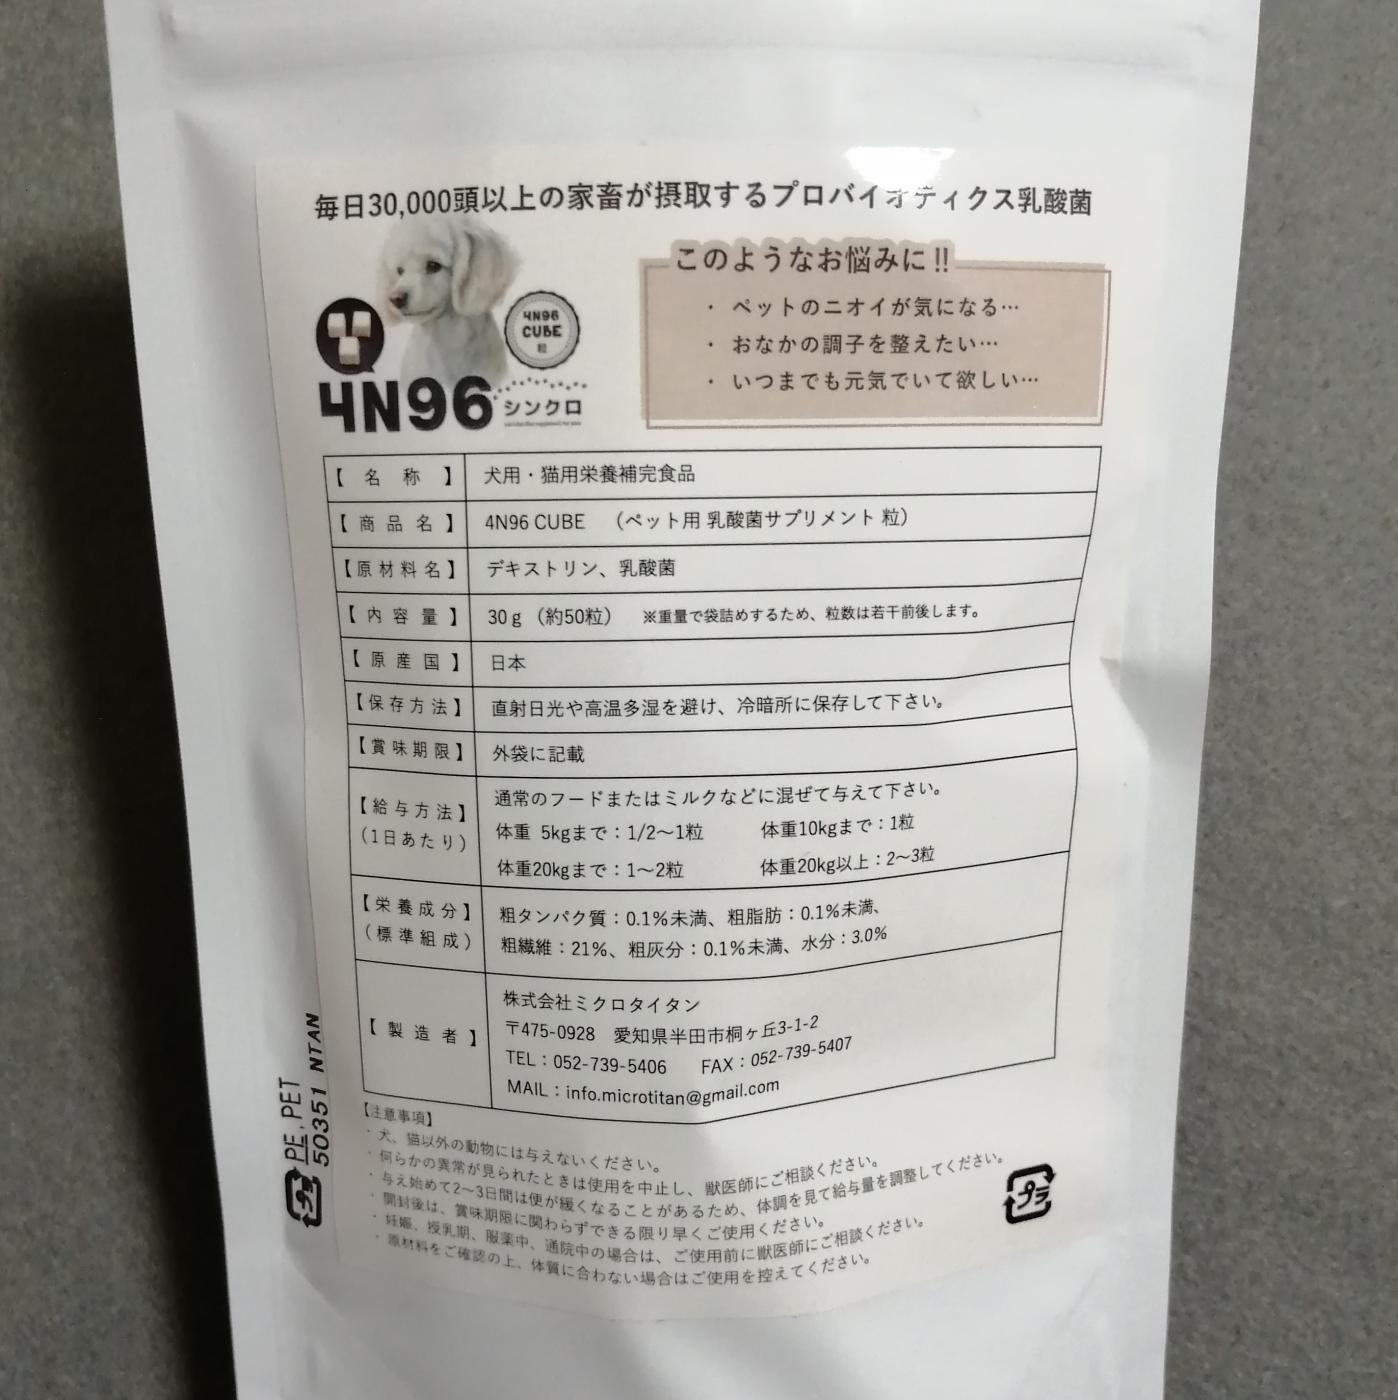 毎日30,000頭以上の家畜が摂取するプロバイオティクス乳酸菌
このようなお悩みに!!
・ ペットのニオイが気になる…
・ おなかの調子を整えたい…
・ いつまでも元気でいて欲しい…
4N96
CUBE
粒
4N96 シンクロ
【名称】 犬用・猫用栄養補完食品
【商品名】 4N96 CUBE （ペット用 乳酸菌サプリメント 粒）
【原材料名】 デキストリン、乳酸菌
【内容量】 30g（約50粒） ※重量で袋詰めするため、粒数は若干前後します。
【原産国】 日本
【保存方法】 直射日光や高温多湿を避け、冷暗所に保存して下さい。
【賞味期限】 外袋に記載
【給与方法】 通常のフードまたはミルクなどに混ぜて与えて下さい。
（1日あたり） 体重 5kgまで：1/2〜1粒 体重10kgまで：1粒
体重20kgまで：1〜2粒 体重20kg以上：2〜3粒
【栄養成分】 粗タンパク質：0.1%未満、粗脂肪：0.1%未満、
（標準組成） 粗繊維：21%、粗灰分：0.1%未満、水分：3.0%
【製造者】 株式会社ミクロタイタン
〒475-0928 愛知県半田市桐ヶ丘3-1-2
TEL：052-739-5406 FAX：052-739-5407
MAIL：info.microtitan@gmail.com
【注意事項】
・犬、猫以外の動物には与えないください。
・何らかの異常が見られたときは使用を中止し、獣医師にご相談ください。
・与え始めて2〜3日間は便が緩くなることがあるため、体調を見て給与量を調整してください。
・開封後は、賞味期限に関わらずできる限り早くご使用ください。
・妊娠、授乳期、服薬中、通院中の場合は、ご使用前に獣医師にご相談ください。
・原材料をご確認の上、体質に合わない場合はご使用を控えてください。
プラ
PE, PET
50351 NTAN
プラ